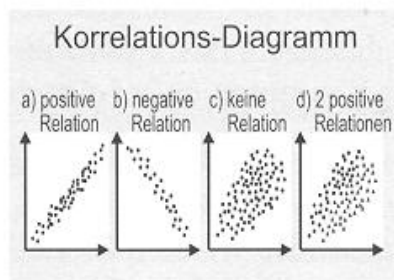 Korrelations-Diagramm
a) positive
Relation
b) negative
Relation
c) keine
Relation
d) 2 positive
Relationen